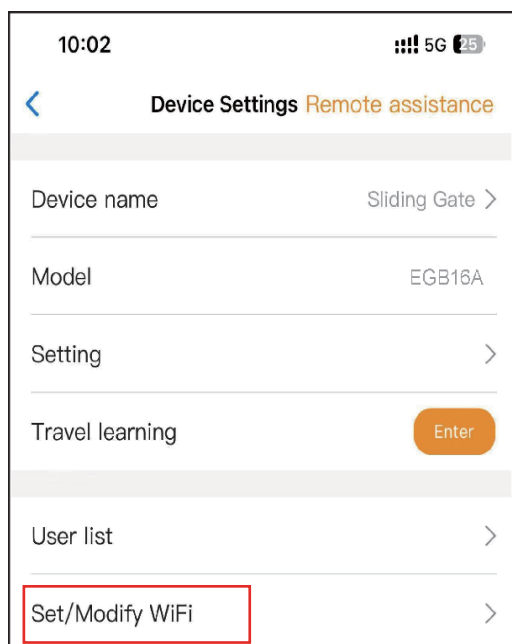 10:02 5G 25
Device Settings Remote assistance
Device name Sliding Gate
Model EGB16A
Setting
Travel learning Enter
User list
Set/Modify WiFi